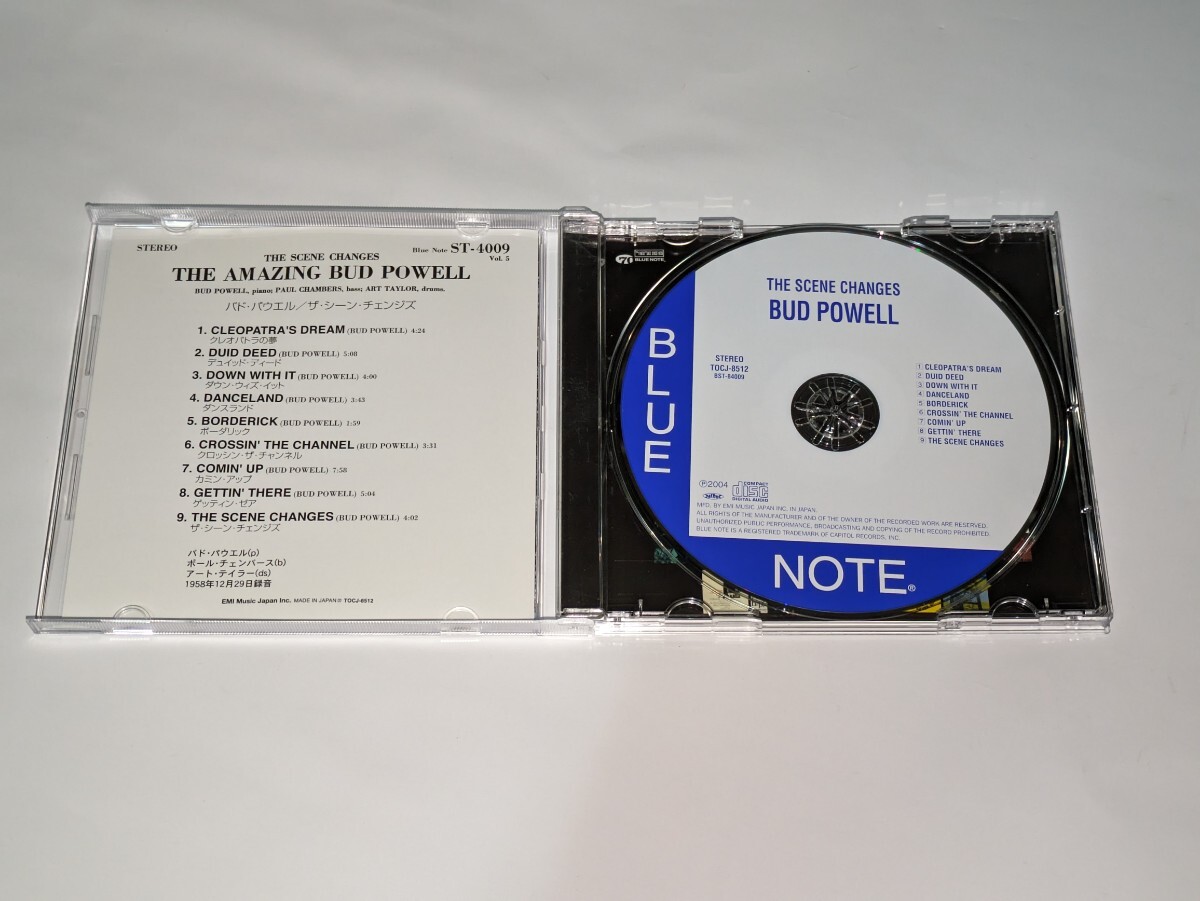 STEREO
Blue Note ST-4009
Vol. 5
THE SCENE CHANGES
THE AMAZING BUD POWELL
BUD POWELL, piano; PAUL CHAMBERS, bass; ART TAYLOR, drums.
バド・パウエル/ザ・シーン・チェンジズ
1. CLEOPATRA'S DREAM (BUD POWELL) 4:24
クレオパトラの夢
2. DUID DEED (BUD POWELL) 5:08
デュイッド・ディード
3. DOWN WITH IT (BUD POWELL) 4:00
ダウン・ウィズ・イット
4. DANCELAND (BUD POWELL) 3:43
ダンスランド
5. BORDERICK (BUD POWELL) 1:59
ボーダリック
6. CROSSIN' THE CHANNEL (BUD POWELL) 3:31
クロッシン・ザ・チャンネル
7. COMIN' UP (BUD POWELL) 7:58
カミン・アップ
8. GETTIN' THERE (BUD POWELL) 5:04
ゲッティン・ゼア
9. THE SCENE CHANGES (BUD POWELL) 4:02
ザ・シーン・チェンジズ
バド・パウエル(p)
ポール・チェンバース(b)
アート・テイラー(ds)
1958年12月29日録音
EMI Music Japan Inc. MADE IN JAPAN TOCJ-8512
BLUE NOTE
THE SCENE CHANGES
BUD POWELL
STEREO
TOCJ-8512
BST-84009
1 CLEOPATRA'S DREAM
2 DUID DEED
3 DOWN WITH IT
4 DANCELAND
5 BORDERICK
6 CROSSIN' THE CHANNEL
7 COMIN' UP
8 GETTIN' THERE
9 THE SCENE CHANGES
℗2004
COMPACT
disc
DIGITAL AUDIO
MFD. BY EMI MUSIC JAPAN INC. IN JAPAN.
ALL RIGHTS OF THE MANUFACTURER AND OF THE OWNER OF THE RECORDED WORK ARE RESERVED.
UNAUTHORIZED PUBLIC PERFORMANCE, BROADCASTING AND COPYING OF THE RECORD PROHIBITED.
BLUE NOTE IS A REGISTERED TRADEMARK OF CAPITOL RECORDS, INC.
BLUE
NOTE®